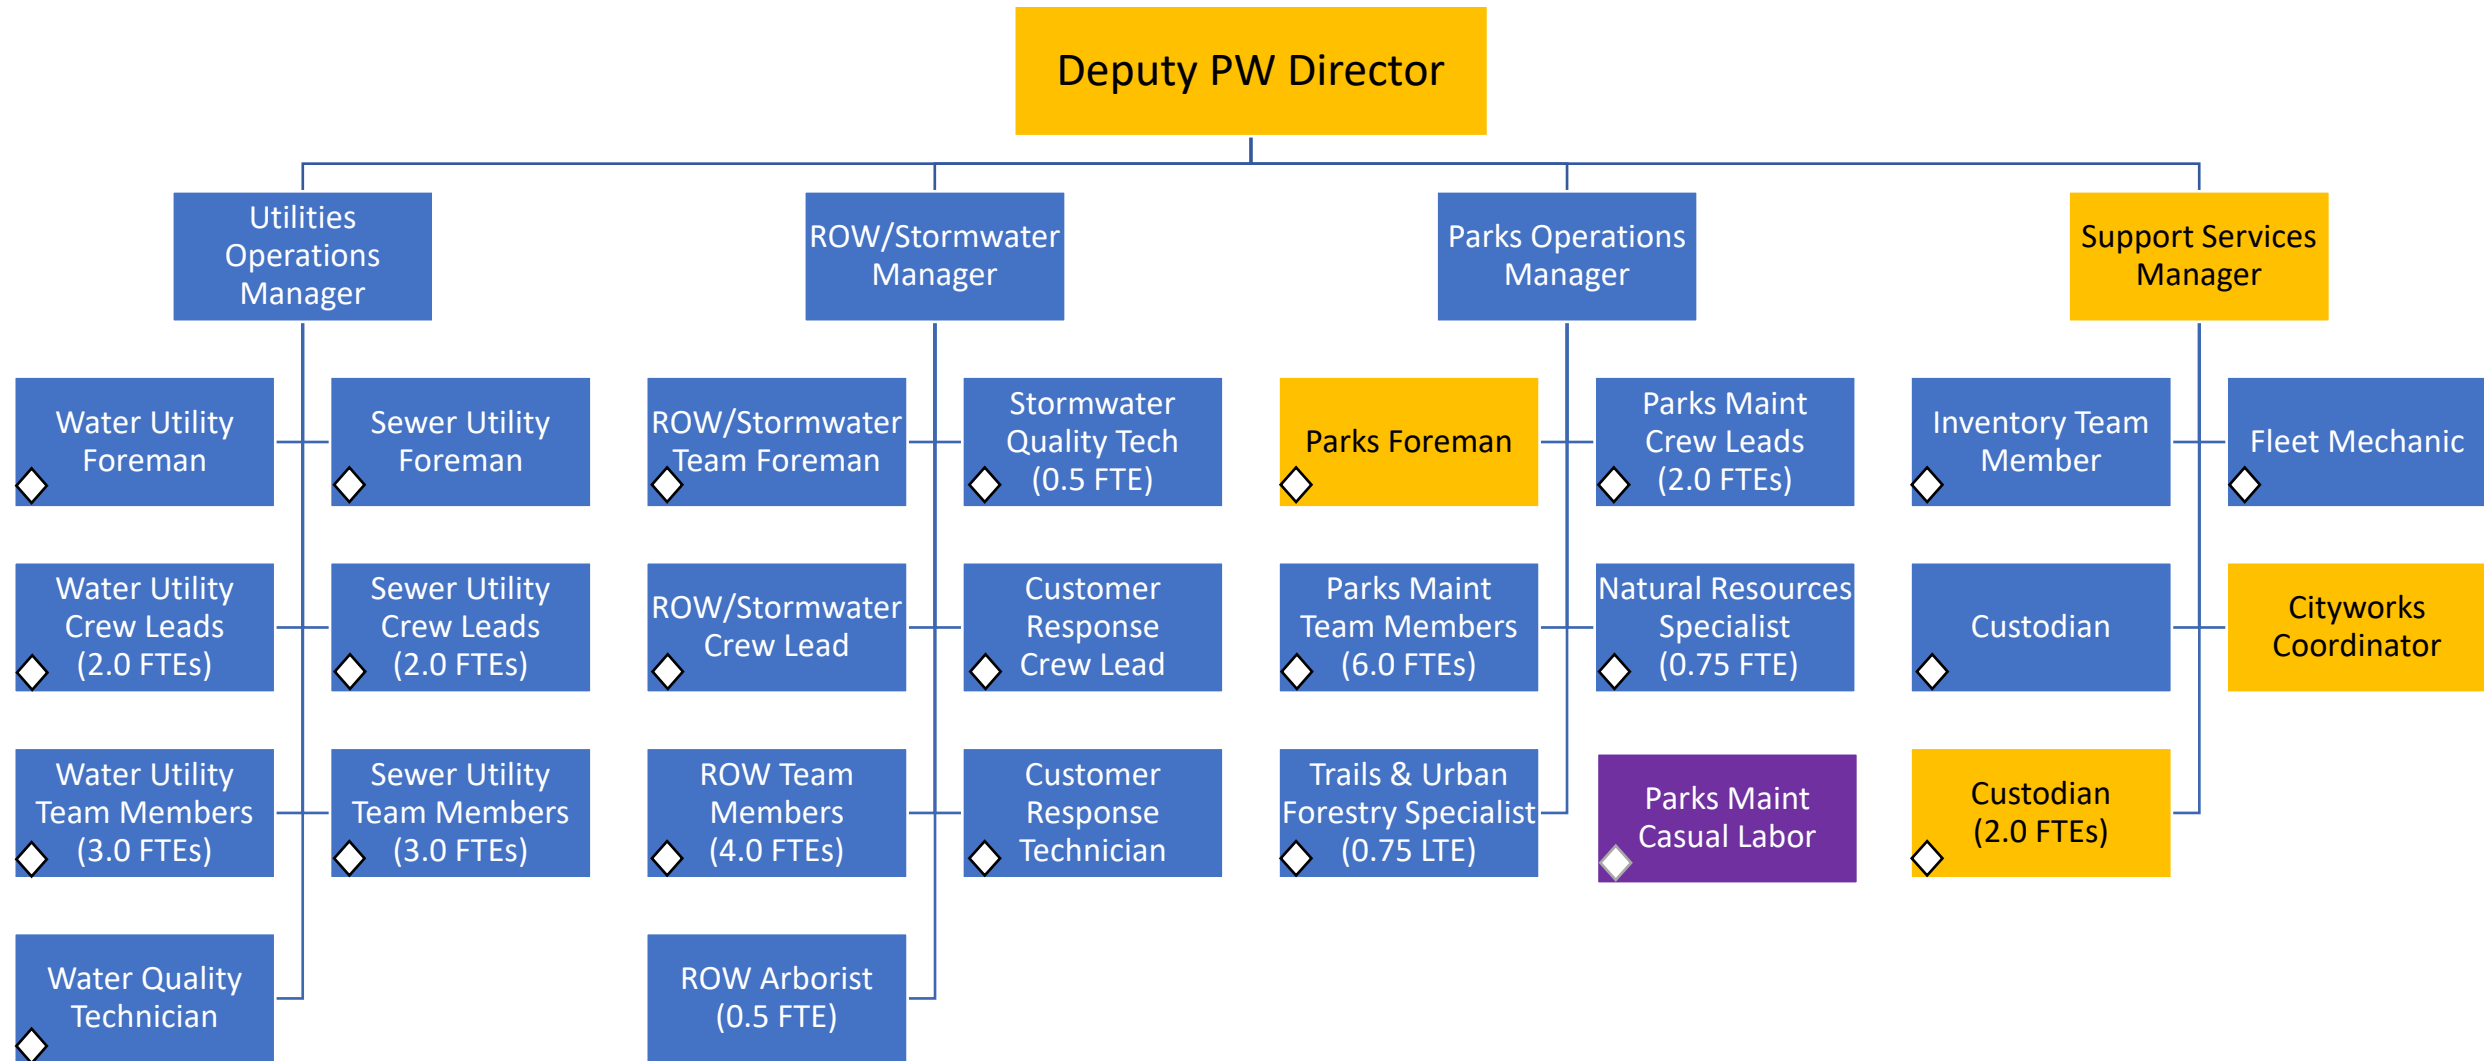 Deputy PW Director
Utilities
Operations
Manager
ROW/Stormwater
Manager
Parks Operations
Manager
Support Services
Manager
Water Utility
Foreman
Sewer Utility
Foreman
ROW/Stormwater
Team Foreman
Stormwater
Quality Tech
(0.5 FTE)
Parks Foreman
Parks Maint
Crew Leads
(2.0 FTEs)
Inventory Team
Member
Fleet Mechanic
Water Utility
Crew Leads
(2.0 FTEs)
Sewer Utility
Crew Leads
(2.0 FTEs)
ROW/Stormwater
Crew Lead
Customer
Response
Crew Lead
Parks Maint
Team Members
(6.0 FTEs)
Natural Resources
Specialist
(0.75 FTE)
Custodian
Cityworks
Coordinator
Water Utility
Team Members
(3.0 FTEs)
Sewer Utility
Team Members
(3.0 FTEs)
ROW Team
Members
(4.0 FTEs)
Customer
Response
Technician
Trails & Urban
Forestry Specialist
(0.75 LTE)
Parks Maint
Casual Labor
Custodian
(2.0 FTEs)
Water Quality
Technician
ROW Arborist
(0.5 FTE)